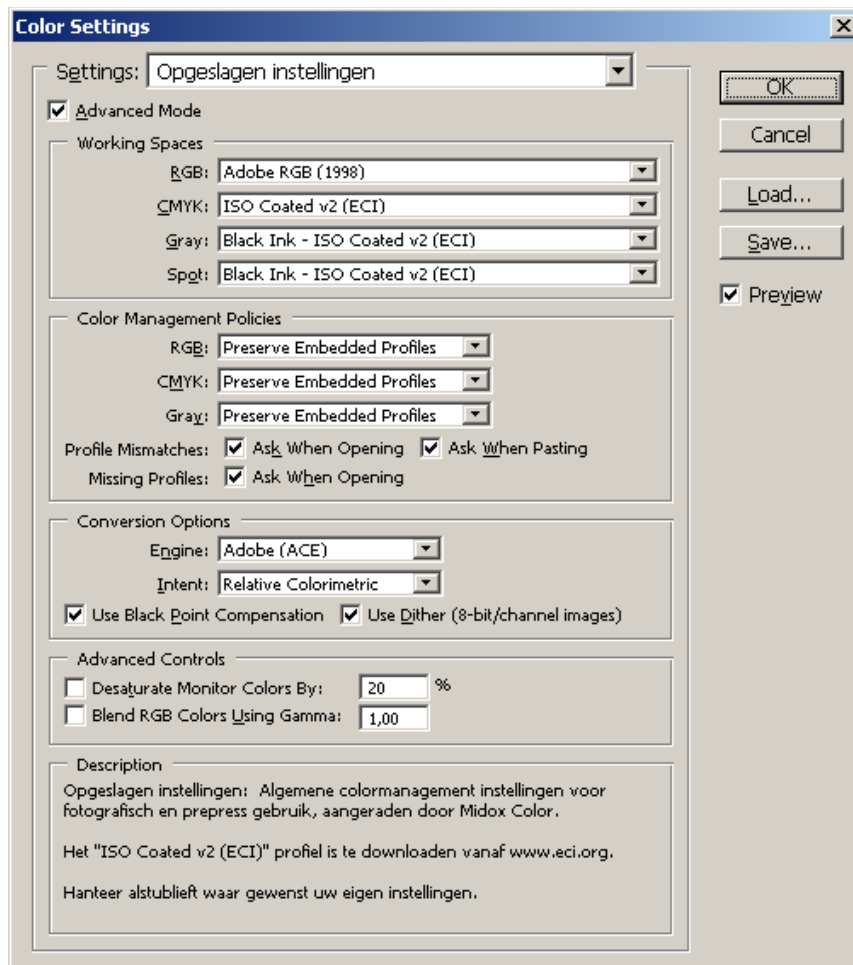 Color Settings
Settings: Opgeslagen instellingen
OK
Advanced Mode
Cancel
Working Spaces
RGB: Adobe RGB (1998)
CMYK: ISO Coated v2 (ECI)
Load...
Gray: Black Ink - ISO Coated v2 (ECI)
Save...
Spot: Black Ink - ISO Coated v2 (ECI)
Preview
Color Management Policies
RGB: Preserve Embedded Profiles
CMYK: Preserve Embedded Profiles
Gray: Preserve Embedded Profiles
Profile Mismatches: Ask When Opening Ask When Pasting
Missing Profiles: Ask When Opening
Conversion Options
Engine: Adobe (ACE)
Intent: Relative Colorimetric
Use Black Point Compensation Use Dither (8-bit/channel images)
Advanced Controls
Desaturate Monitor Colors By: 20 %
Blend RGB Colors Using Gamma: 1,00
Description
Opgeslagen instellingen: Algemene colormanagement instellingen voor
fotografisch en prepress gebruik, aangeraden door Midox Color.
Het "ISO Coated v2 (ECI)" profiel is te downloaden vanaf www.eci.org.
Hanteer alstublieft waar gewenst uw eigen instellingen.